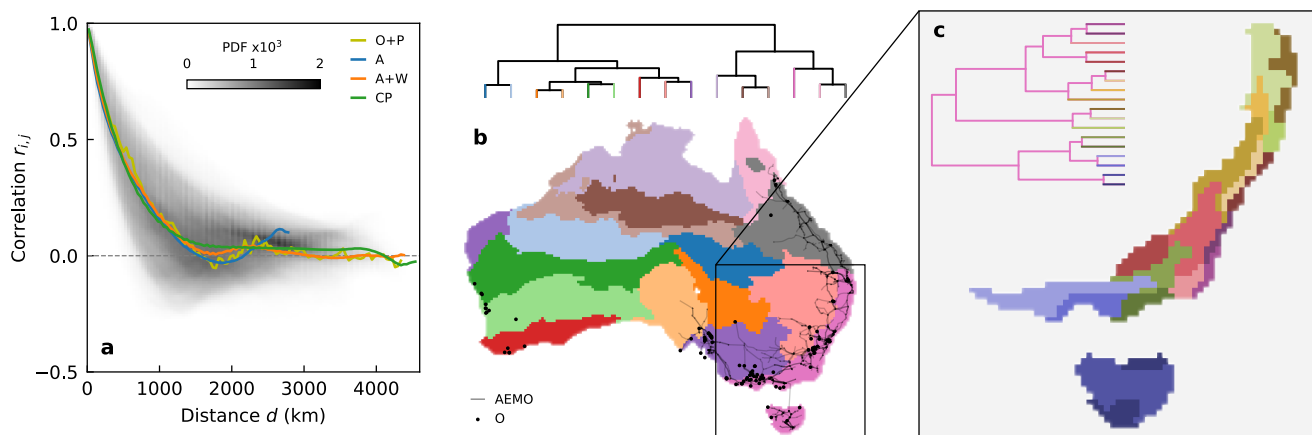 PDF x10³
0 1 2
O+P
A
A+W
CP
1.0
0.5
0.0
−0.5
Correlation rᵢ,ⱼ
a
0 1000 2000 3000 4000
Distance d (km)
b
AEMO
O
c